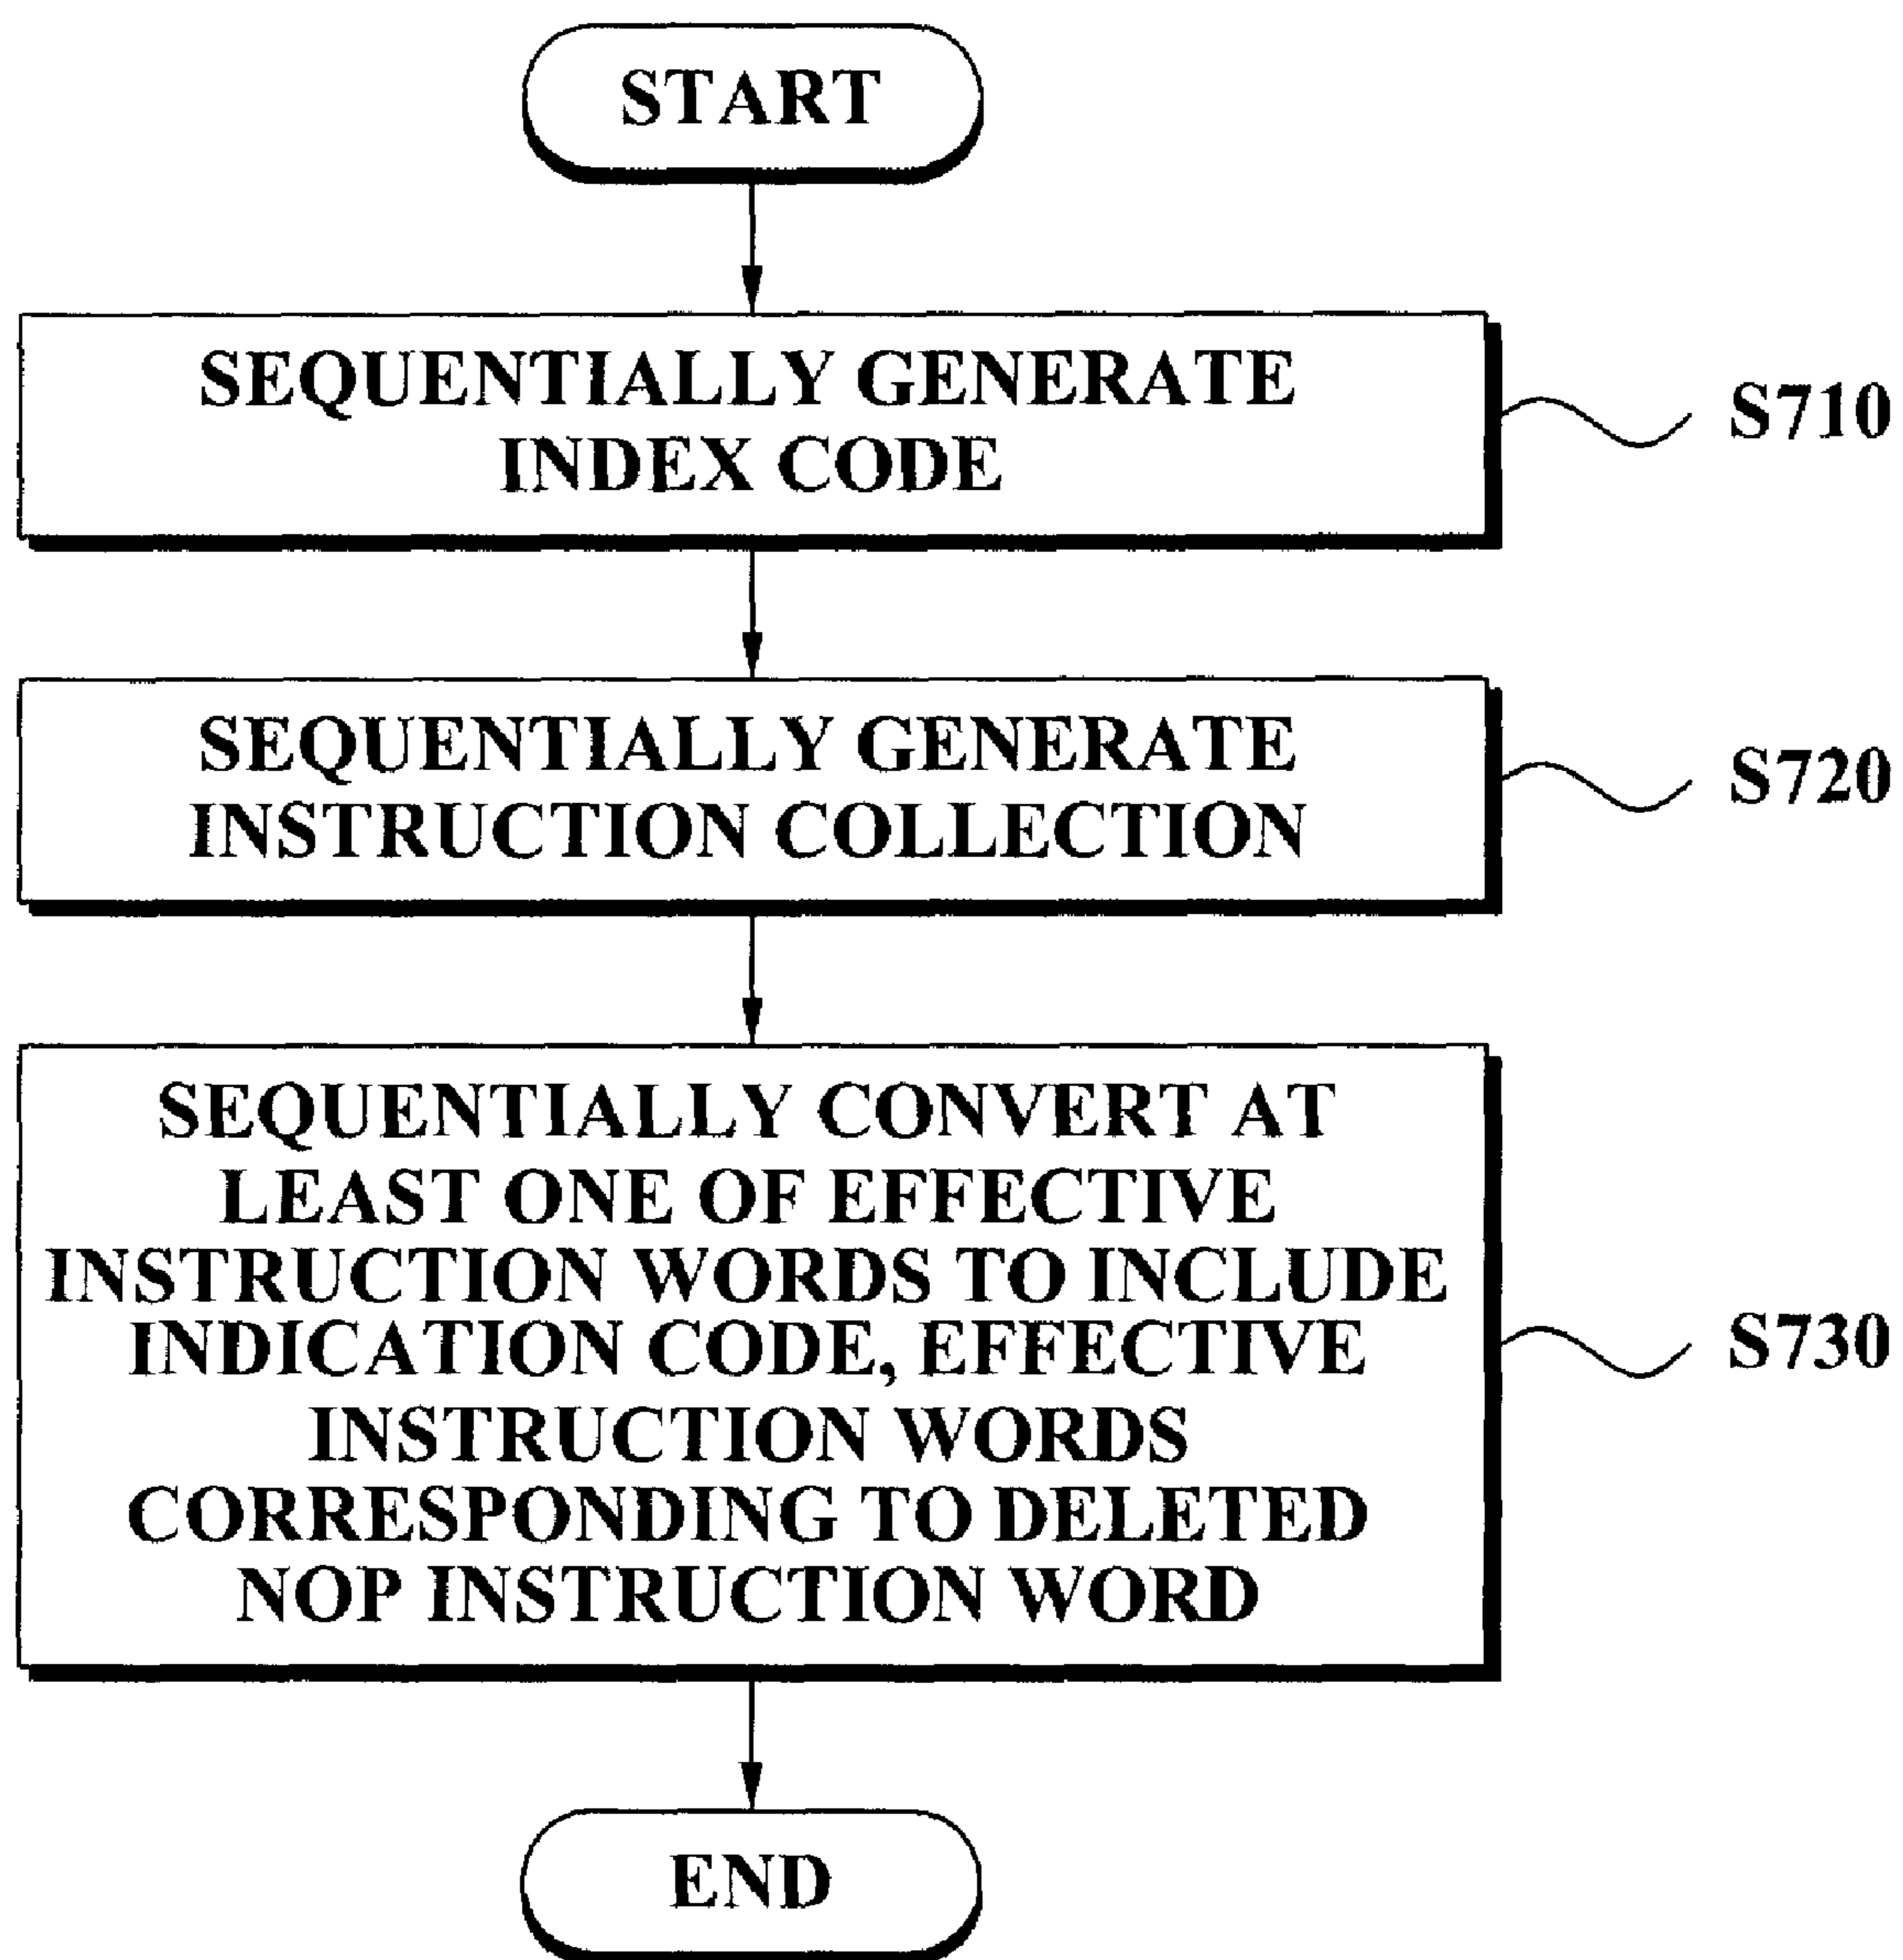 START
SEQUENTIALLY GENERATE
INDEX CODE
S710
SEQUENTIALLY GENERATE
INSTRUCTION COLLECTION
S720
SEQUENTIALLY CONVERT AT
LEAST ONE OF EFFECTIVE
INSTRUCTION WORDS TO INCLUDE
INDICATION CODE, EFFECTIVE
INSTRUCTION WORDS
CORRESPONDING TO DELETED
NOP INSTRUCTION WORD
S730
END